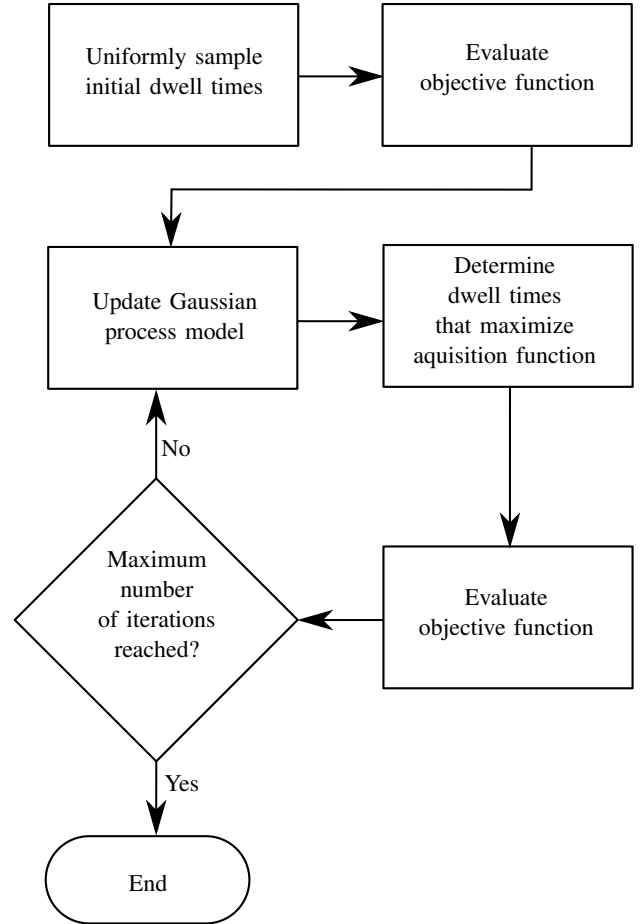 Uniformly sample
initial dwell times
Evaluate
objective function
Update Gaussian
process model
Determine
dwell times
that maximize
aquisition function
No
Maximum
number
of iterations
reached?
Evaluate
objective function
Yes
End